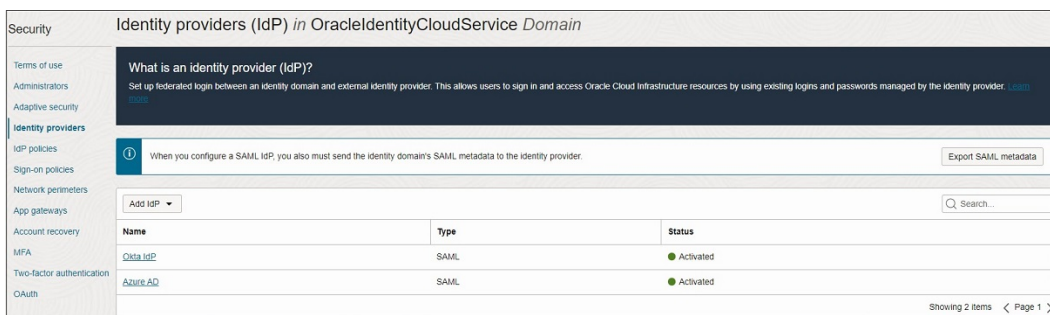 Security
Identity providers (IdP) in OracleIdentityCloudService Domain
Terms of use
Administrators
Adaptive security
Identity providers
IdP policies
Sign-on policies
Network perimeters
App gateways
Account recovery
MFA
Two-factor authentication
OAuth
What is an identity provider (IdP)?
Set up federated login between an identity domain and external identity provider. This allows users to sign in and access Oracle Cloud Infrastructure resources by using existing logins and passwords managed by the identity provider. Learn
more
When you configure a SAML IdP, you also must send the identity domain's SAML metadata to the identity provider.
Export SAML metadata
Add IdP
Search...
Name Type Status
Okta IdP SAML Activated
Azure AD SAML Activated
Showing 2 items < Page 1 >